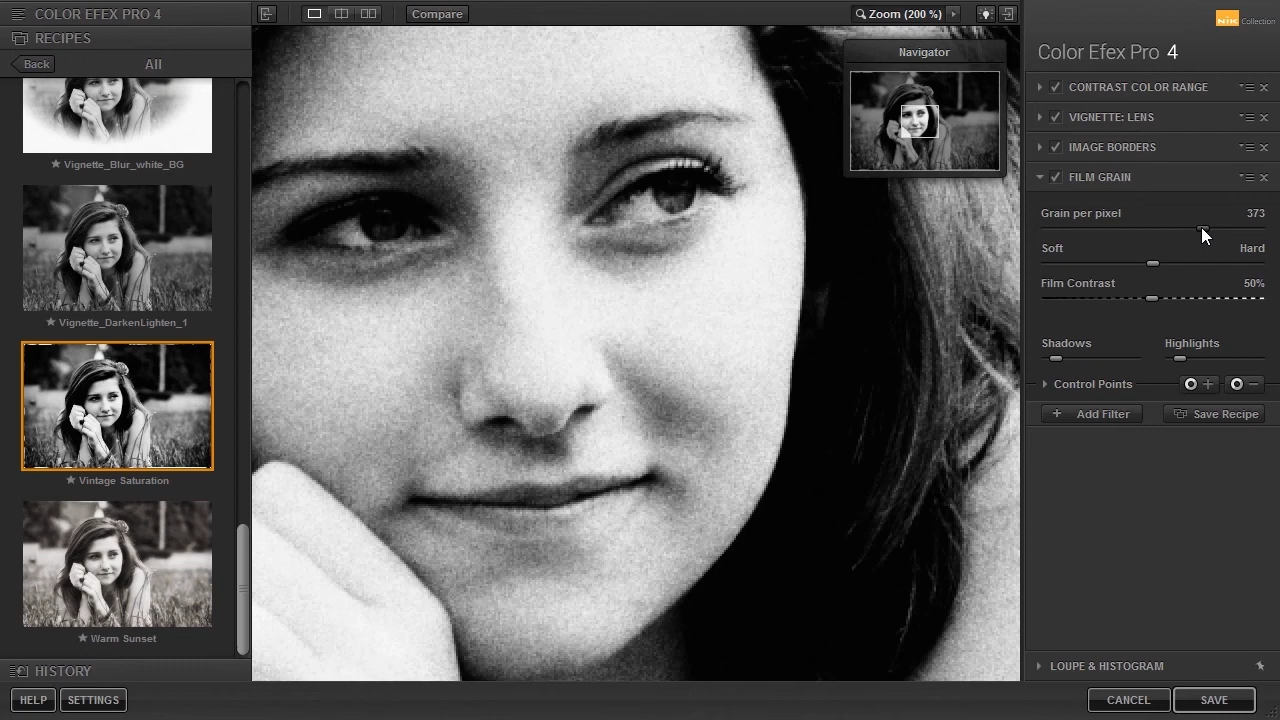 COLOR EFEX PRO 4
RECIPES
Back
All
Vignette_Blur_white_BG
Vignette_DarkenLighten_1
Vintage Saturation
Warm Sunset
HISTORY
HELP
SETTINGS
Compare
Zoom (200 %)
Navigator
Nik Collection
Color Efex Pro 4
CONTRAST COLOR RANGE
VIGNETTE: LENS
IMAGE BORDERS
FILM GRAIN
Grain per pixel 373
Soft Hard
Film Contrast 50%
Shadows Highlights
Control Points
Add Filter Save Recipe
LOUPE & HISTOGRAM
CANCEL SAVE